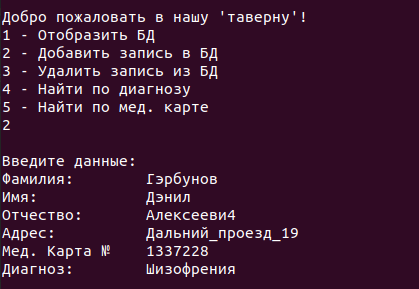 Добро пожаловать в нашу 'таверну'!
1 - Отобразить БД
2 - Добавить запись в БД
3 - Удалить запись из БД
4 - Найти по диагнозу
5 - Найти по мед. карте
2
Введите данные:
Фамилия: Гэрбунов
Имя: Дэнил
Отчество: Алексееви4
Адрес: Дальний_проезд_19
Мед. Карта № 1337228
Диагноз: Шизофрения